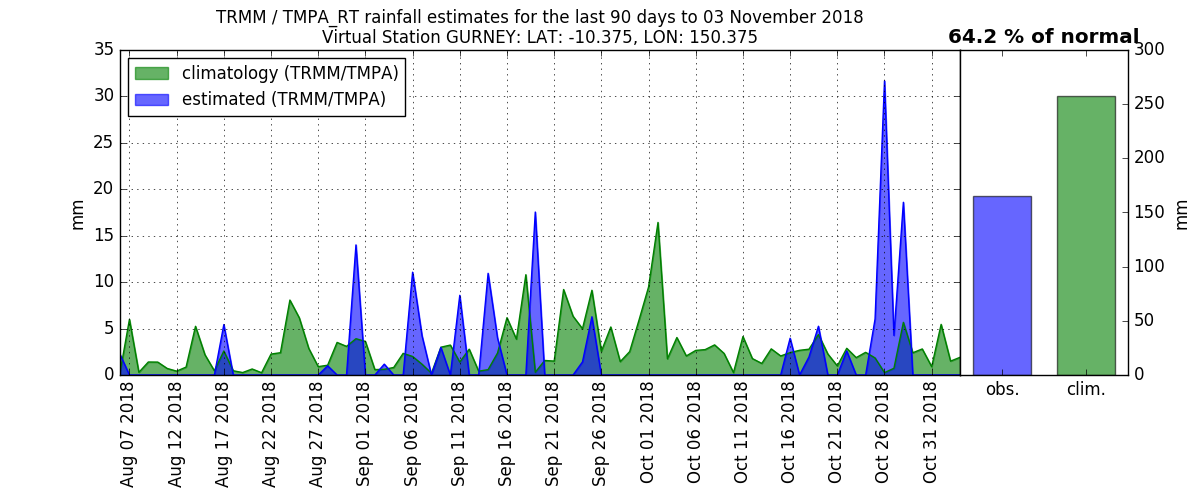 TRMM / TMPA_RT rainfall estimates for the last 90 days to 03 November 2018
Virtual Station GURNEY: LAT: -10.375, LON: 150.375
64.2 % of normal
climatology (TRMM/TMPA)
estimated (TRMM/TMPA)
mm
35
30
25
20
15
10
5
0
Aug 07 2018
Aug 12 2018
Aug 17 2018
Aug 22 2018
Aug 27 2018
Sep 01 2018
Sep 06 2018
Sep 11 2018
Sep 16 2018
Sep 21 2018
Sep 26 2018
Oct 01 2018
Oct 06 2018
Oct 11 2018
Oct 16 2018
Oct 21 2018
Oct 26 2018
Oct 31 2018
obs.
clim.
300
250
200
150
100
50
0
mm